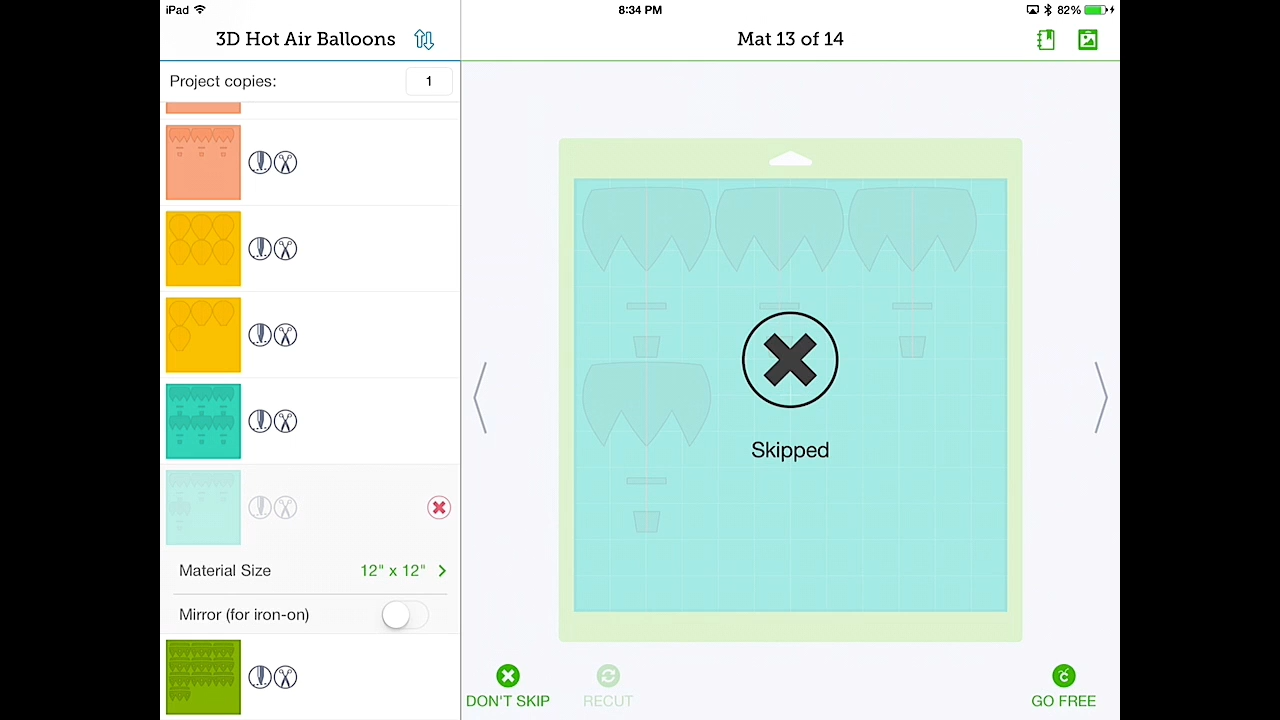 iPad 8:34 PM 82%
3D Hot Air Balloons
Mat 13 of 14
Project copies: 1
Skipped
Material Size 12" x 12"
Mirror (for iron-on)
DON'T SKIP RECUT GO FREE